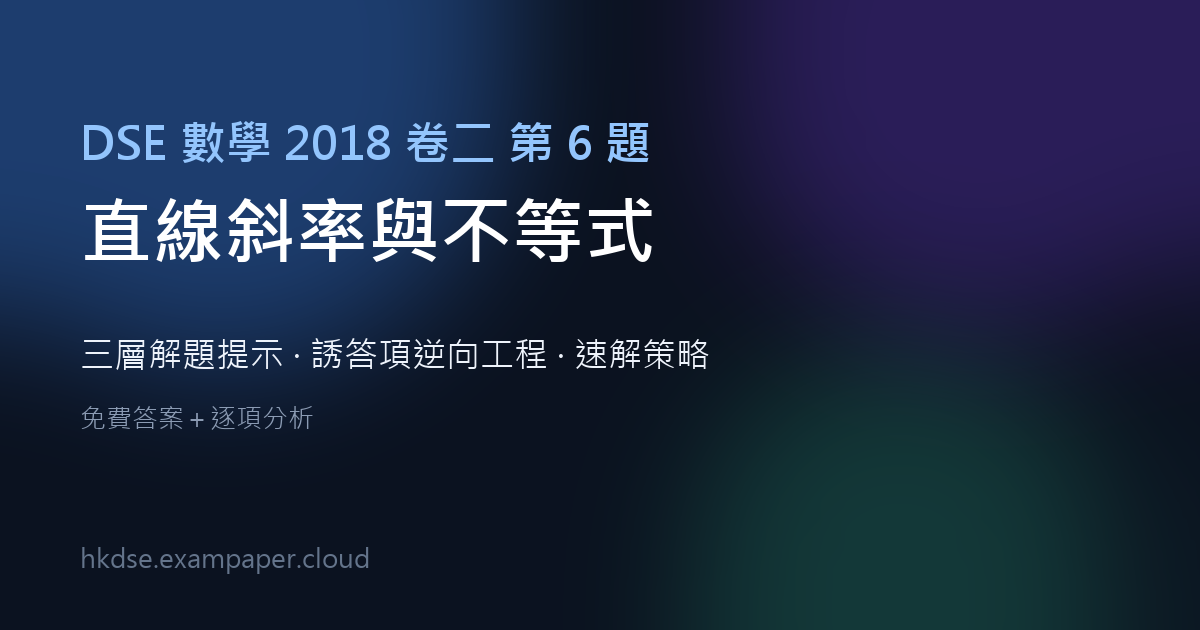 DSE 數學 2018 卷二 第 6 題
直線斜率與不等式
三層解題提示 · 誘答項逆向工程 · 速解策略
免費答案 + 逐項分析
hkdse.exampaper.cloud